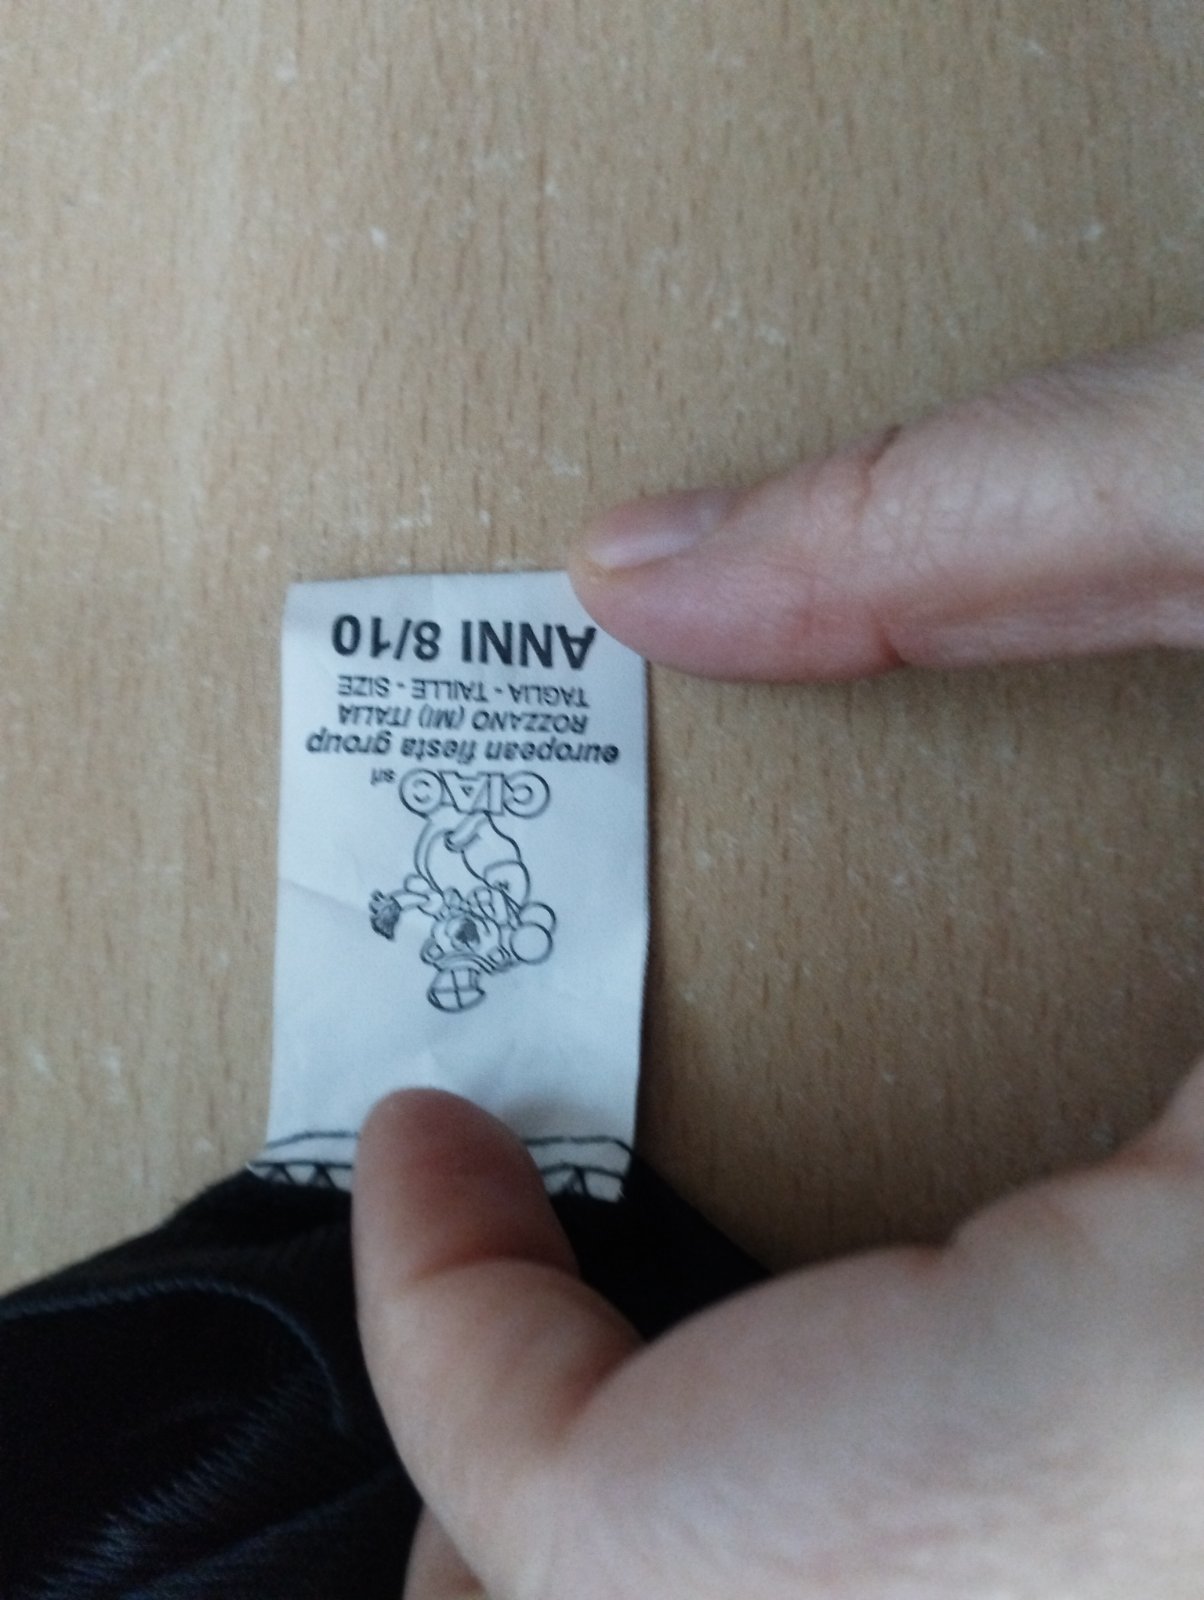 CIAO srl
european fiesta group
ROZZANO (MI) ITALIA
TAGLIA - TAILLE - SIZE
ANNI 8/10